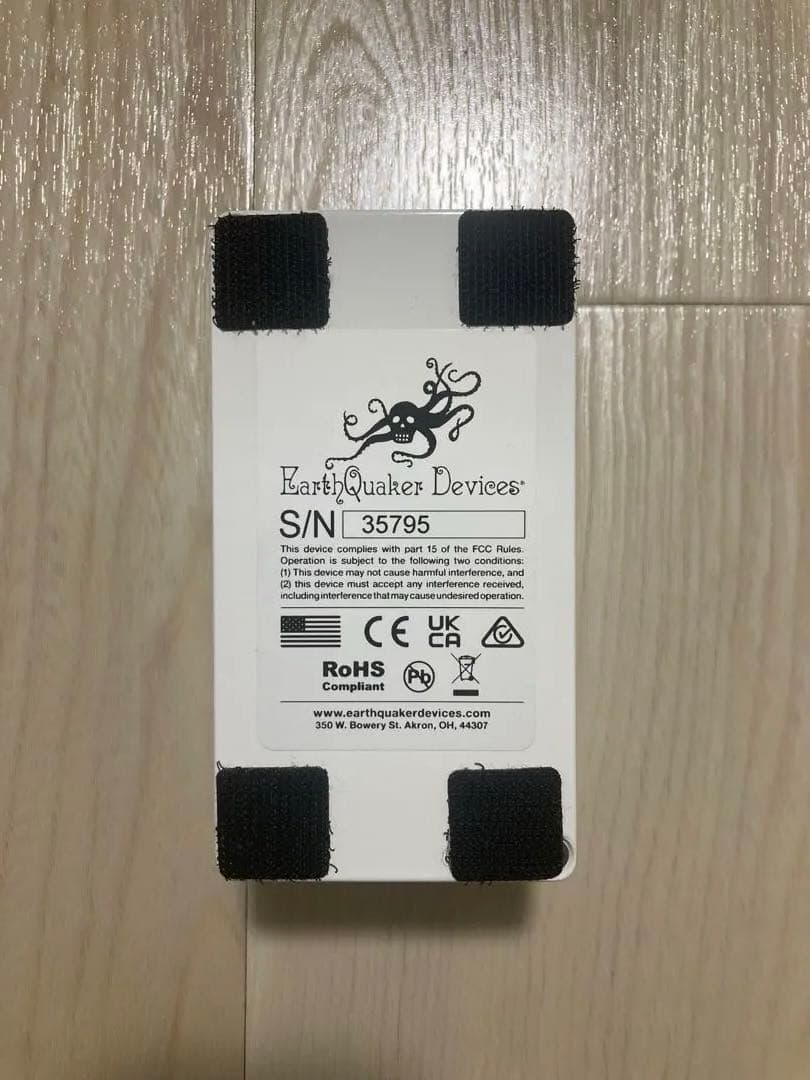 EarthQuaker Devices®
S/N 35795
This device complies with part 15 of the FCC Rules.
Operation is subject to the following two conditions:
(1) This device may not cause harmful interference, and
(2) this device must accept any interference received,
including interference that may cause undesired operation.
CE UK CA
RoHS
Compliant
Pb
www.earthquakerdevices.com
350 W. Bowery St. Akron, OH, 44307